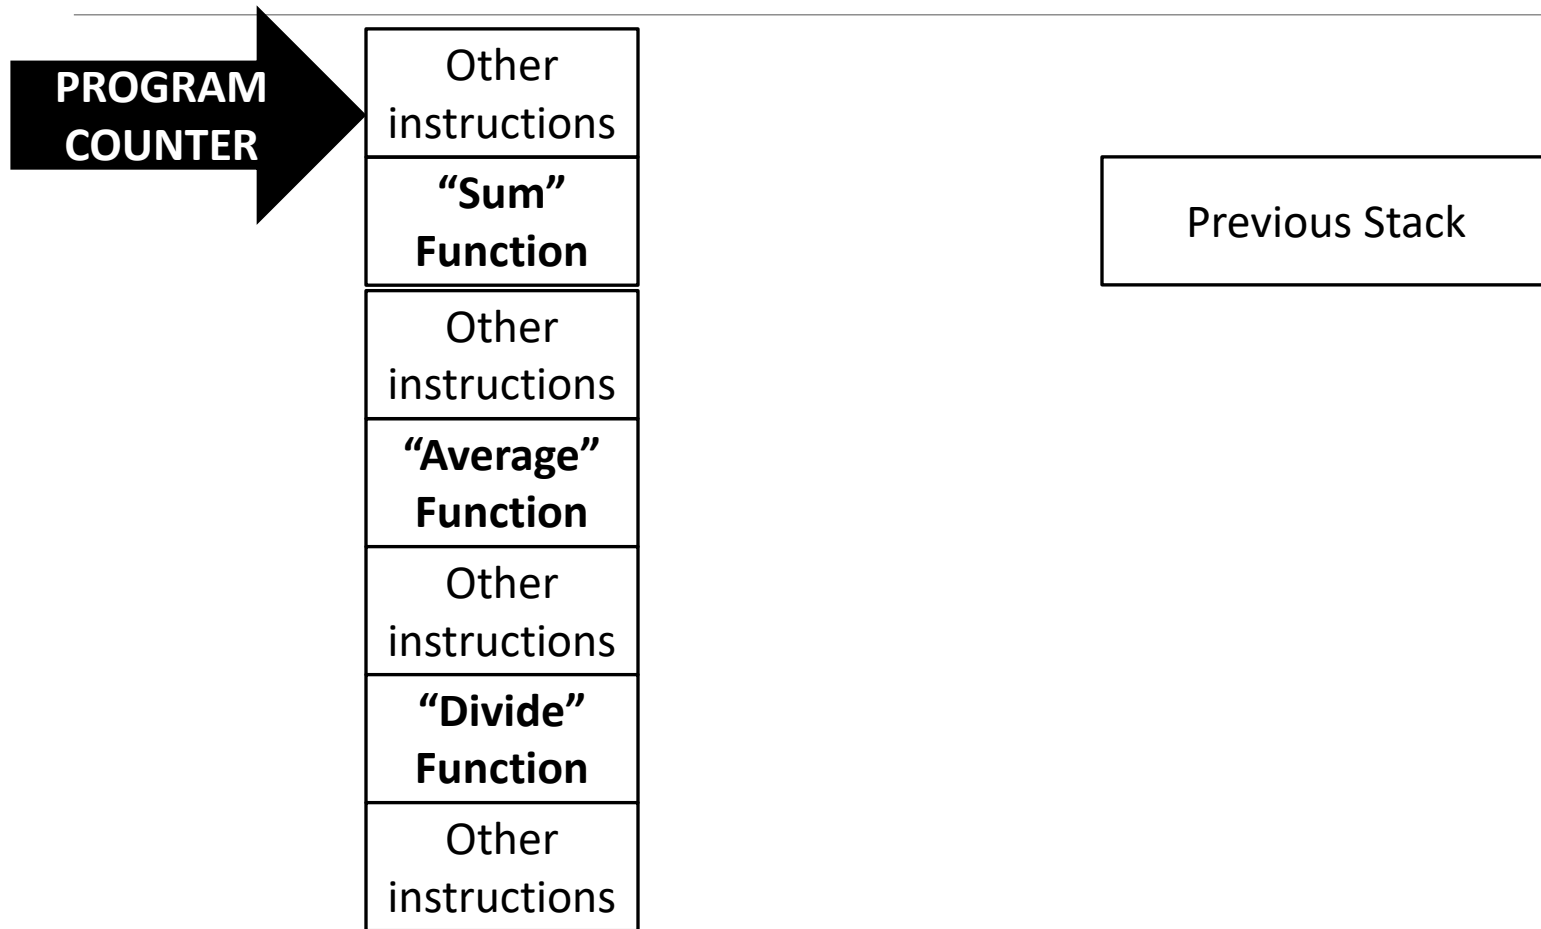 PROGRAM
COUNTER
Other
instructions
“Sum”
Function
Other
instructions
“Average”
Function
Other
instructions
“Divide”
Function
Other
instructions
Previous Stack